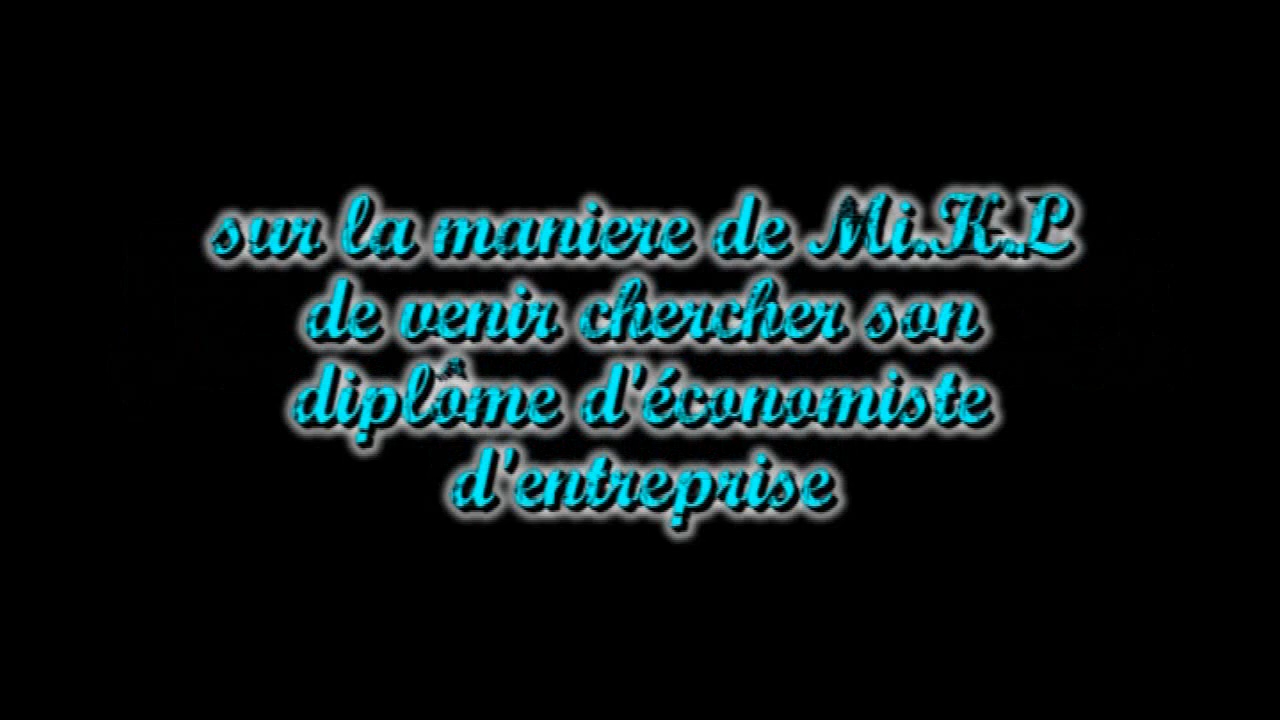 sur la maniere de Mi.K.L
de venir chercher son
diplôme d'économiste
d'entreprise